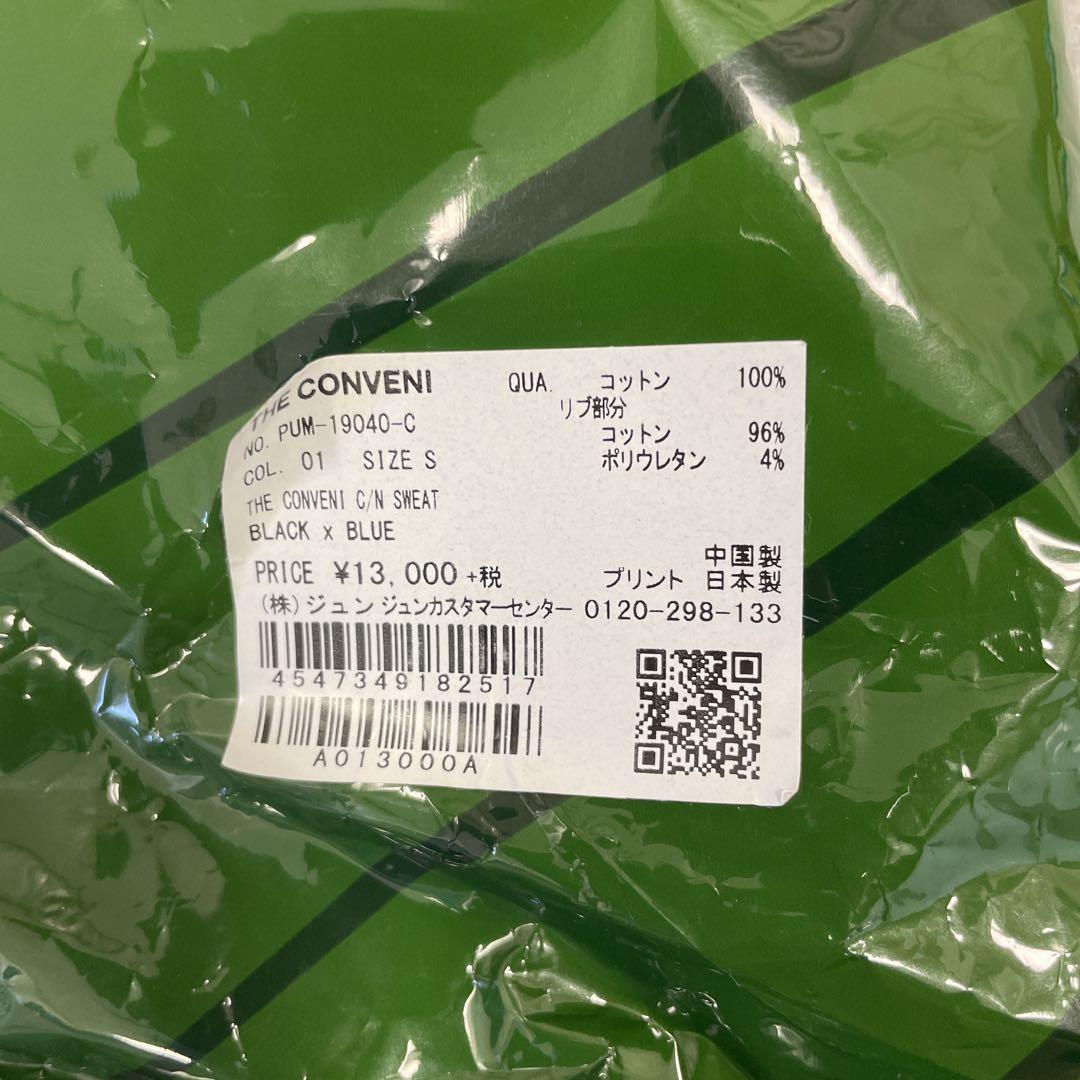 THE CONVENI
NO. PUM-19040-C
COL. 01 SIZE S
THE CONVENI C/N SWEAT
BLACK x BLUE
QUA. コットン 100%
リブ部分
コットン 96%
ポリウレタン 4%
中国製
PRICE ¥13,000 +税
プリント 日本製
(株)ジュン ジュンカスタマーセンター 0120-298-133
4547349182517
A013000A